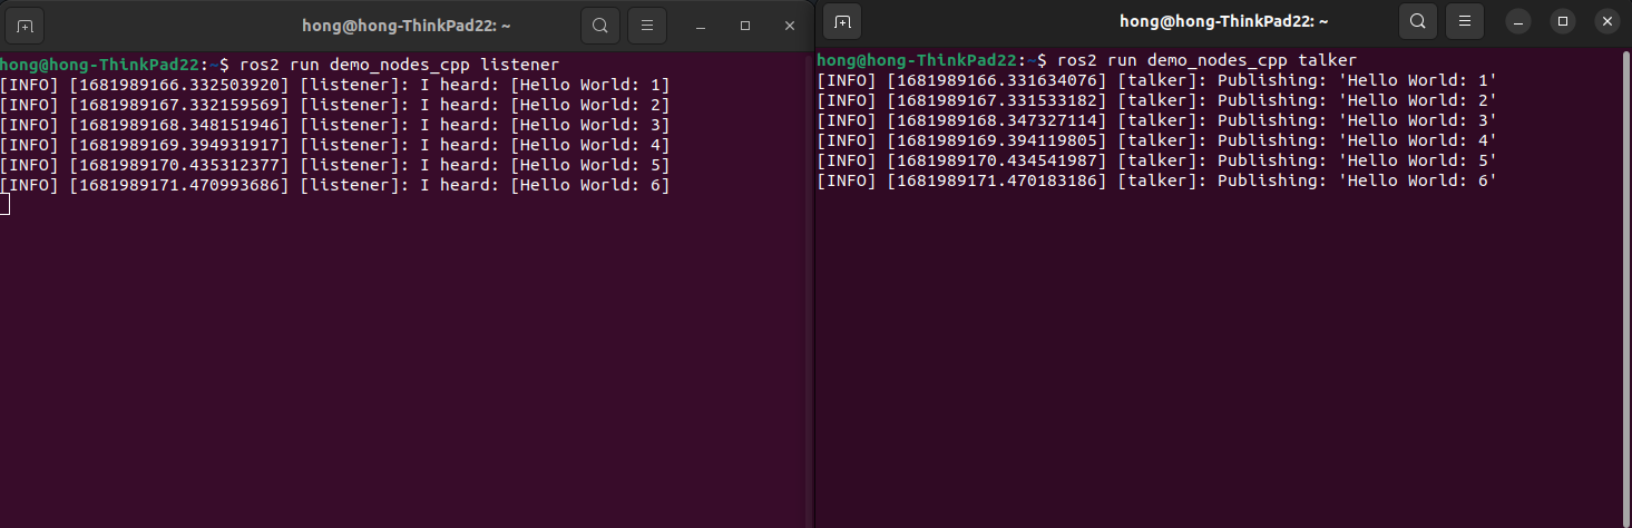 hong@hong-ThinkPad22: ~
hong@hong-ThinkPad22:~$ ros2 run demo_nodes_cpp listener
[INFO] [1681989166.332503920] [listener]: I heard: [Hello World: 1]
[INFO] [1681989167.332159569] [listener]: I heard: [Hello World: 2]
[INFO] [1681989168.348151946] [listener]: I heard: [Hello World: 3]
[INFO] [1681989169.394931917] [listener]: I heard: [Hello World: 4]
[INFO] [1681989170.435312377] [listener]: I heard: [Hello World: 5]
[INFO] [1681989171.470993686] [listener]: I heard: [Hello World: 6]
hong@hong-ThinkPad22: ~
hong@hong-ThinkPad22:~$ ros2 run demo_nodes_cpp talker
[INFO] [1681989166.331634076] [talker]: Publishing: 'Hello World: 1'
[INFO] [1681989167.331533182] [talker]: Publishing: 'Hello World: 2'
[INFO] [1681989168.347327114] [talker]: Publishing: 'Hello World: 3'
[INFO] [1681989169.394119805] [talker]: Publishing: 'Hello World: 4'
[INFO] [1681989170.434541987] [talker]: Publishing: 'Hello World: 5'
[INFO] [1681989171.470183186] [talker]: Publishing: 'Hello World: 6'